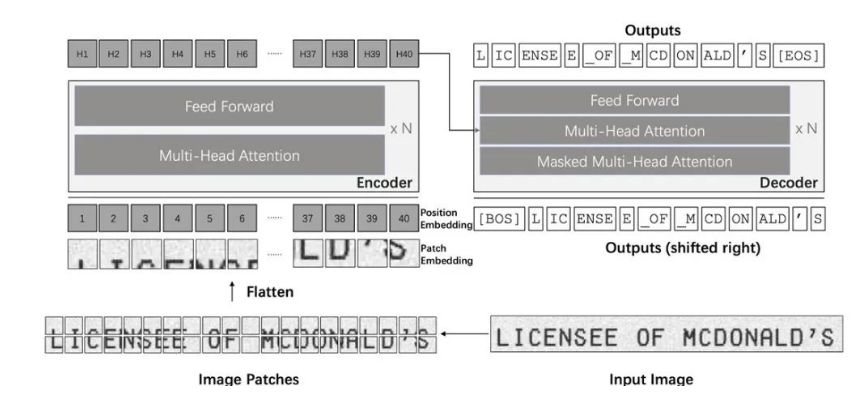 Outputs
H1 H2 H3 H4 H5 H6 ...... H37 H38 H39 H40
L IC ENSE E _OF _M CD ON ALD ' S [EOS]
Feed Forward
Multi-Head Attention
x N
Encoder
Feed Forward
Multi-Head Attention
Masked Multi-Head Attention
x N
Decoder
1 2 3 4 5 6 ...... 37 38 39 40
Position
Embedding
[BOS] L IC ENSE E _OF _M CD ON ALD ' S
Outputs (shifted right)
LICENSE ...... LD'S
Patch
Embedding
Flatten
LICENSEE OF MCDONALD'S
Image Patches
LICENSEE OF MCDONALD'S
Input Image